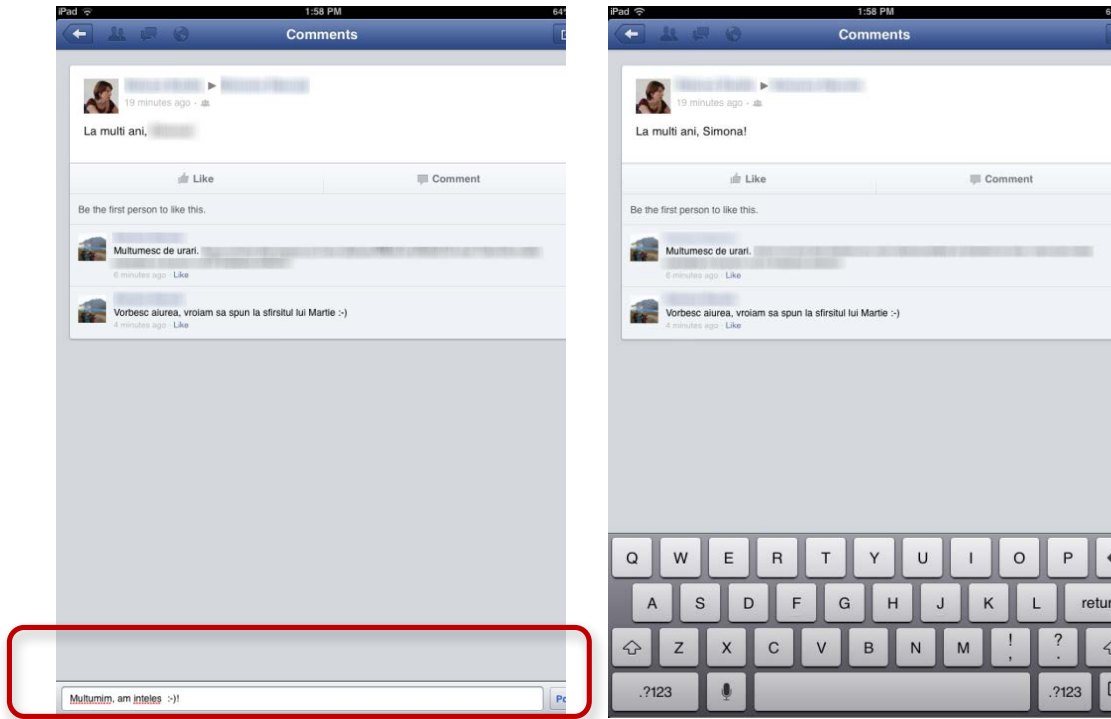 iPad 1:58 PM
Comments
19 minutes ago
La multi ani,
Like Comment
Be the first person to like this.
Multumesc de urari.
6 minutes ago · Like
Vorbesc aiurea, vroiam sa spun la sfirsitul lui Martie :-)
4 minutes ago · Like
Multumim, am inteles :-)!
iPad 1:58 PM
Comments
19 minutes ago
La multi ani, Simona!
Like Comment
Be the first person to like this.
Multumesc de urari.
6 minutes ago · Like
Vorbesc aiurea, vroiam sa spun la sfirsitul lui Martie :-)
4 minutes ago · Like
Q W E R T Y U I O P
A S D F G H J K L
Z X C V B N M ! , ? .
.?123 .?123